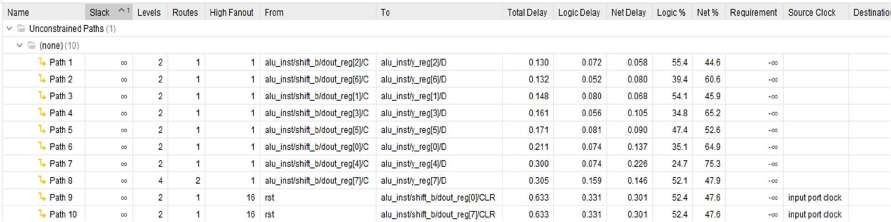 Name Slack ^1 Levels Routes High Fanout From To Total Delay Logic Delay Net Delay Logic % Net % Requirement Source Clock Destinatio
Unconstrained Paths (1)
(none) (10)
Path 1 ∞ 2 1 1 alu_inst/shift_b/dout_reg[2]/C alu_inst/y_reg[2]/D 0.130 0.072 0.058 55.4 44.6 -∞
Path 2 ∞ 2 1 1 alu_inst/shift_b/dout_reg[6]/C alu_inst/y_reg[6]/D 0.132 0.052 0.080 39.4 60.6 -∞
Path 3 ∞ 2 1 1 alu_inst/shift_b/dout_reg[1]/C alu_inst/y_reg[1]/D 0.148 0.080 0.068 54.1 45.9 -∞
Path 4 ∞ 2 1 1 alu_inst/shift_b/dout_reg[3]/C alu_inst/y_reg[3]/D 0.161 0.056 0.105 34.8 65.2 -∞
Path 5 ∞ 2 1 1 alu_inst/shift_b/dout_reg[5]/C alu_inst/y_reg[5]/D 0.171 0.081 0.090 47.4 52.6 -∞
Path 6 ∞ 2 1 1 alu_inst/shift_b/dout_reg[0]/C alu_inst/y_reg[0]/D 0.211 0.074 0.137 35.1 64.9 -∞
Path 7 ∞ 2 1 1 alu_inst/shift_b/dout_reg[4]/C alu_inst/y_reg[4]/D 0.300 0.074 0.226 24.7 75.3 -∞
Path 8 ∞ 4 2 1 alu_inst/shift_b/dout_reg[7]/C alu_inst/y_reg[7]/D 0.305 0.159 0.146 52.1 47.9 -∞
Path 9 ∞ 2 1 16 rst alu_inst/shift_b/dout_reg[0]/CLR 0.633 0.331 0.301 52.4 47.6 -∞ input port clock
Path 10 ∞ 2 1 16 rst alu_inst/shift_b/dout_reg[7]/CLR 0.633 0.331 0.301 52.4 47.6 -∞ input port clock